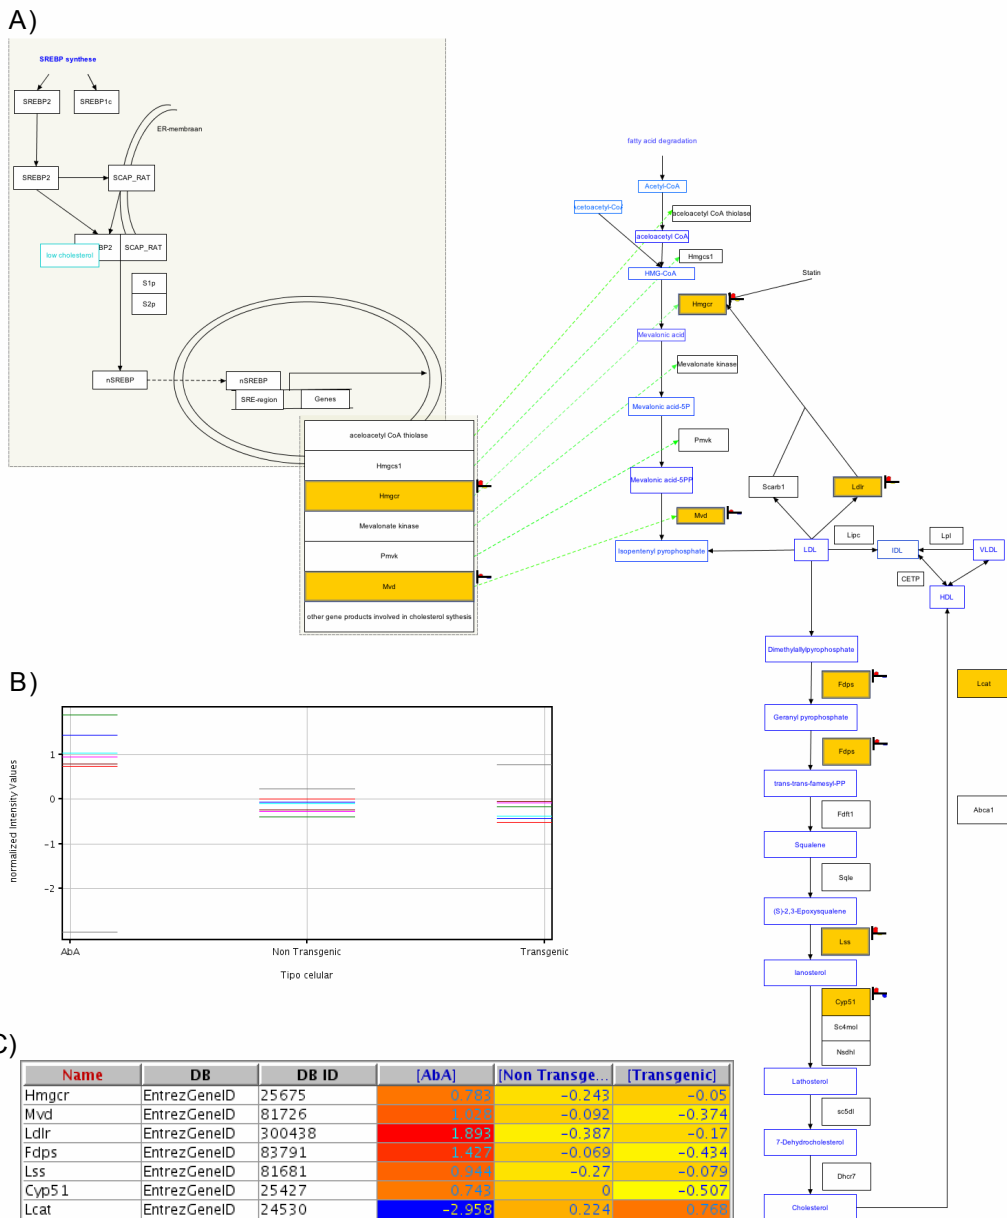 A)
SREBP synthese
SREBP2
SREBP1c
ER-membraan
SREBP2
SCAP_RAT
BP2
SCAP_RAT
low cholesterol
S1p
S2p
nSREBP
nSREBP
SRE-region
Genes
aceloacetyl CoA thiolase
Hmgcs1
Hmgcr
Mevalonate kinase
Pmvk
Mvd
other gene products involved in cholesterol sythesis
fatty acid degradation
Acetyl-CoA
Acetoacetyl-CoA
aceloacetyl CoA thiolase
aceloacetyl CoA
Hmgcs1
HMG-CoA
Statin
Hmgcr
Mevalonic acid
Mevalonate kinase
Mevalonic acid-5P
Pmvk
Mevalonic acid-5PP
Scarb1
Ldlr
Mvd
Isopentenyl pyrophosphate
LDL
Lipc
IDL
Lpl
VLDL
CETP
HDL
Dimethylallylpyrophosphate
Fdps
Lcat
Geranyl pyrophosphate
Fdps
trans-trans-famesyl-PP
Fdft1
Abca1
Squalene
Sqle
(S)-2,3-Epoxysqualene
Lss
lanosterol
Cyp51
Sc4mol
Nsdhl
Lathosterol
sc5dl
7-Dehydrocholesterol
Dhcr7
Cholesterol
B)
normalized Intensity Values
1
0
-1
-2
AbA
Non Transgenic
Transgenic
Tipo celular
C)
Name DB DB ID [AbA] [Non Transge... [Transgenic]
Hmgcr EntrezGeneID 25675 0.783 -0.243 -0.05
Mvd EntrezGeneID 81726 1.028 -0.092 -0.374
Ldlr EntrezGeneID 300438 1.893 -0.387 -0.17
Fdps EntrezGeneID 83791 1.427 -0.069 -0.434
Lss EntrezGeneID 81681 0.944 -0.27 -0.079
Cyp51 EntrezGeneID 25427 0.743 0 -0.507
Lcat EntrezGeneID 24530 -2.958 0.224 0.768